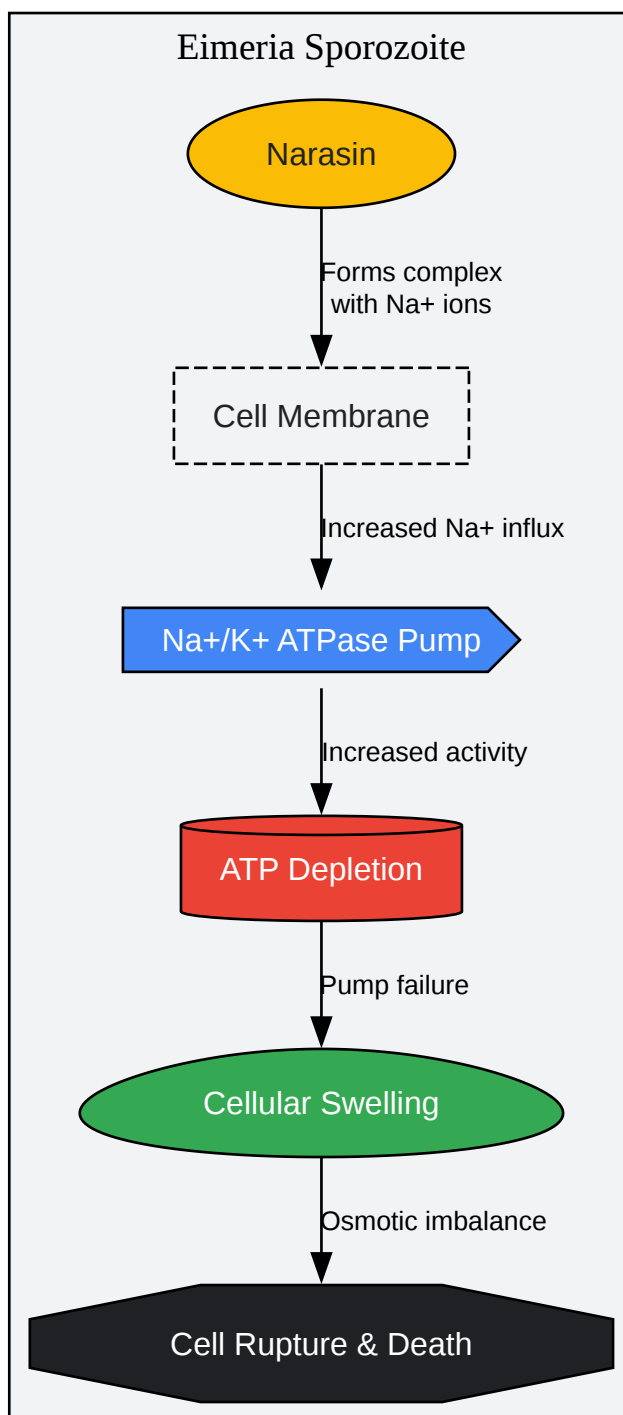 Eimeria Sporozoite
Narasin
Forms complex
with Na+ ions
Cell Membrane
Increased Na+ influx
Na+/K+ ATPase Pump
Increased activity
ATP Depletion
Pump failure
Cellular Swelling
Osmotic imbalance
Cell Rupture & Death